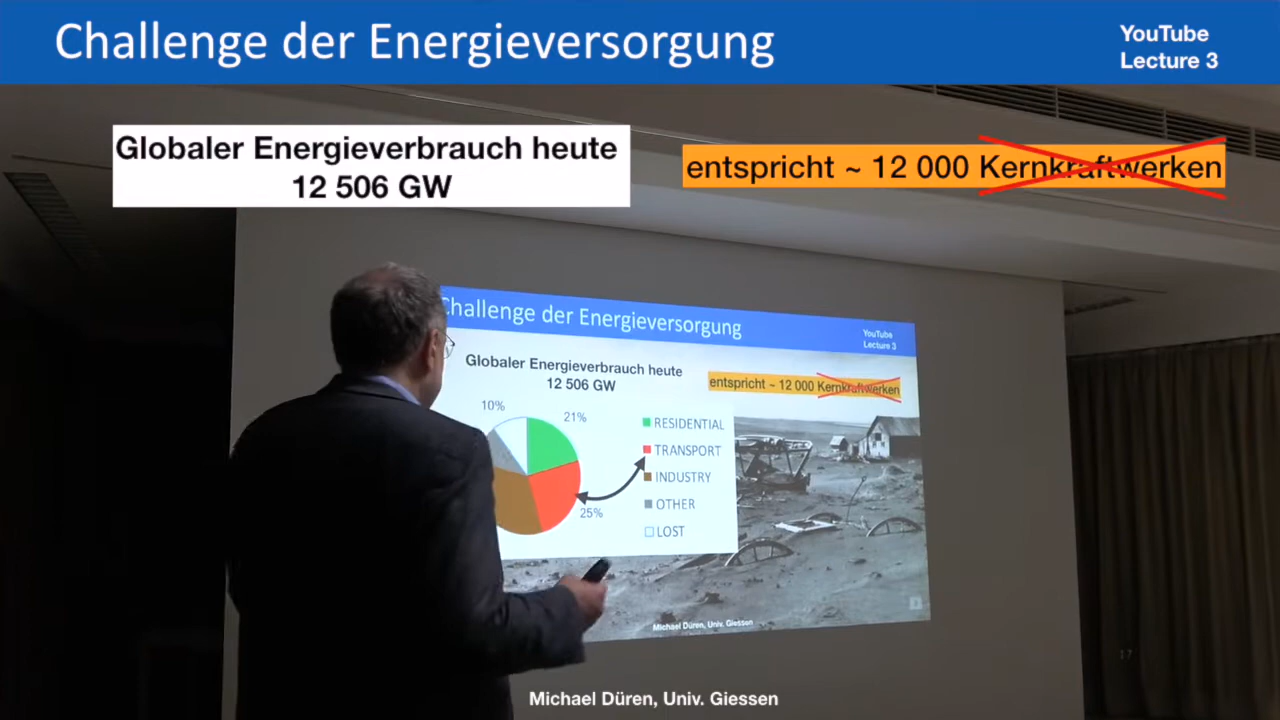 Challenge der Energieversorgung
YouTube
Lecture 3
Globaler Energieverbrauch heute
12 506 GW
entspricht ~ 12 000 Kernkraftwerken
Challenge der Energieversorgung
YouTube
Lecture 3
Globaler Energieverbrauch heute
12 506 GW
entspricht ~ 12 000 Kernkraftwerken
10%
21%
25%
RESIDENTIAL
TRANSPORT
INDUSTRY
OTHER
LOST
Michael Düren, Univ. Giessen
17
Michael Düren, Univ. Giessen